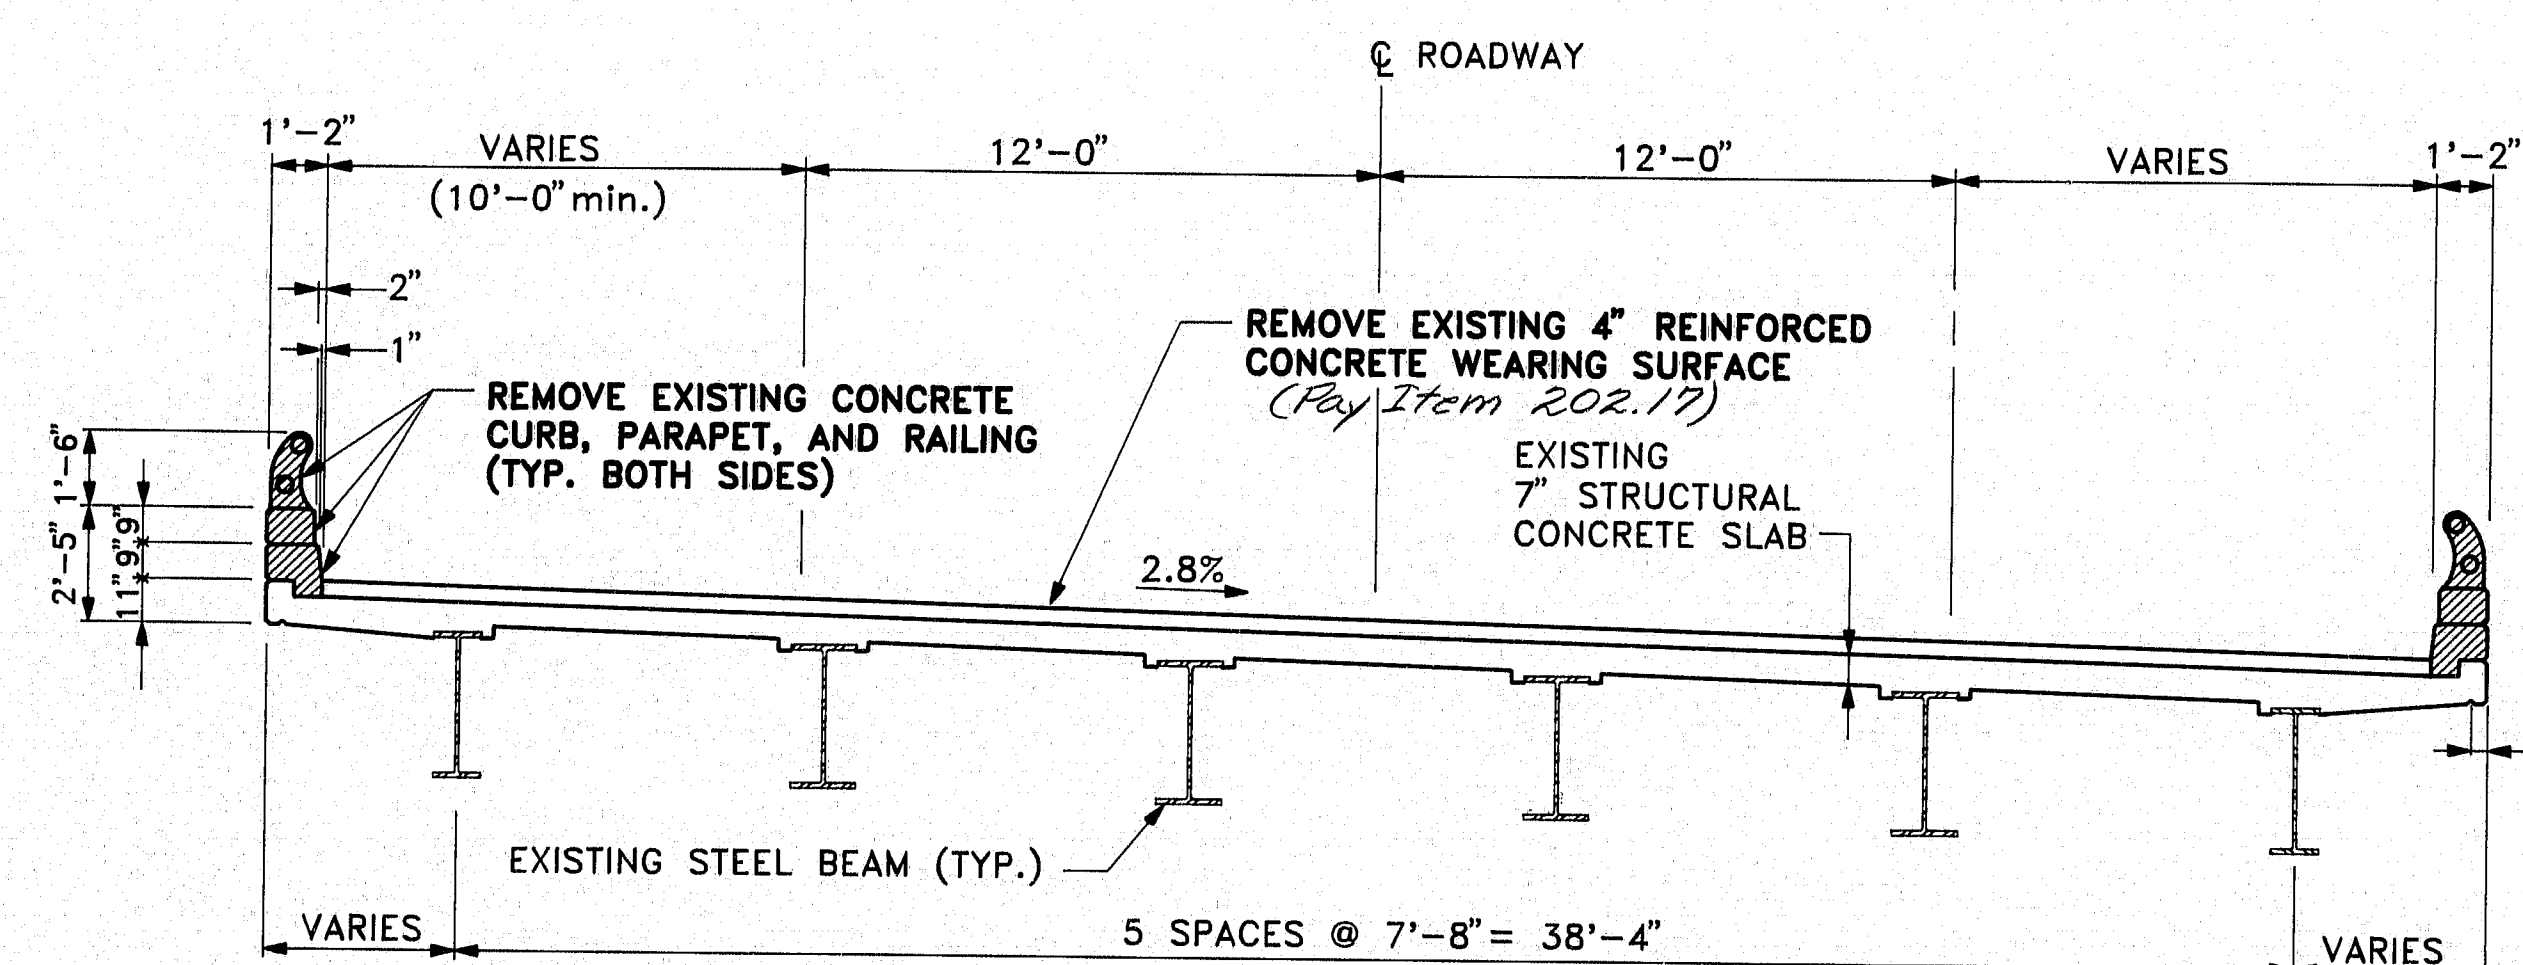 ℄ ROADWAY
1'-2"
VARIES
(10'-0" min.)
12'-0"
12'-0"
VARIES
1'-2"
2"
1"
REMOVE EXISTING 4" REINFORCED
CONCRETE WEARING SURFACE
(Pay Item 202.17)
REMOVE EXISTING CONCRETE
CURB, PARAPET, AND RAILING
(TYP. BOTH SIDES)
EXISTING
7" STRUCTURAL
CONCRETE SLAB
1'-6"
2'-5"
9"
9"
11"
2.8%
EXISTING STEEL BEAM (TYP.)
VARIES
5 SPACES @ 7'-8" = 38'-4"
VARIES